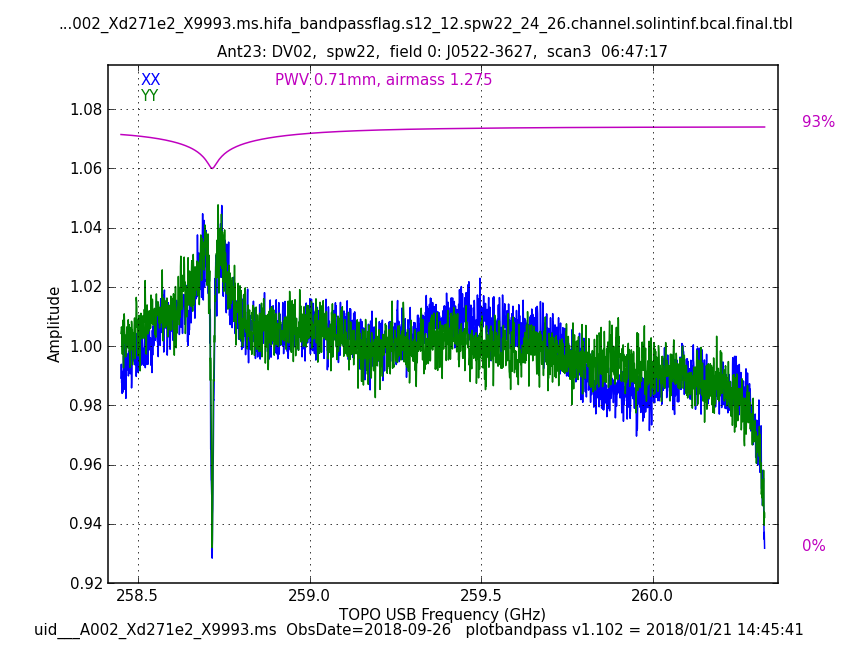 ...002_Xd271e2_X9993.ms.hifa_bandpassflag.s12_12.spw22_24_26.channel.solintinf.bcal.final.tbl
Ant23: DV02, spw22, field 0: J0522-3627, scan3 06:47:17
XX
PWV 0.71mm, airmass 1.275
YY
1.08
93%
1.06
1.04
1.02
Amplitude
1.00
0.98
0.96
0.94
0%
0.92
258.5 259.0 259.5 260.0
TOPO USB Frequency (GHz)
uid___A002_Xd271e2_X9993.ms ObsDate=2018-09-26 plotbandpass v1.102 = 2018/01/21 14:45:41